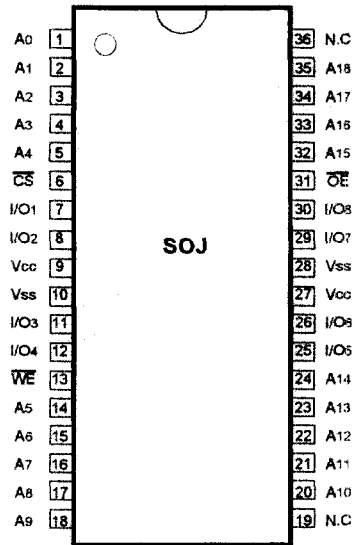 A0 1 36 N.C
A1 2 35 A18
A2 3 34 A17
A3 4 33 A16
A4 5 32 A15
CS 6 31 OE
I/O1 7 30 I/O8
I/O2 8 29 I/O7
Vcc 9 SOJ 28 Vss
Vss 10 27 Vcc
I/O3 11 26 I/O6
I/O4 12 25 I/O5
WE 13 24 A14
A5 14 23 A13
A6 15 22 A12
A7 16 21 A11
A8 17 20 A10
A9 18 19 N.C